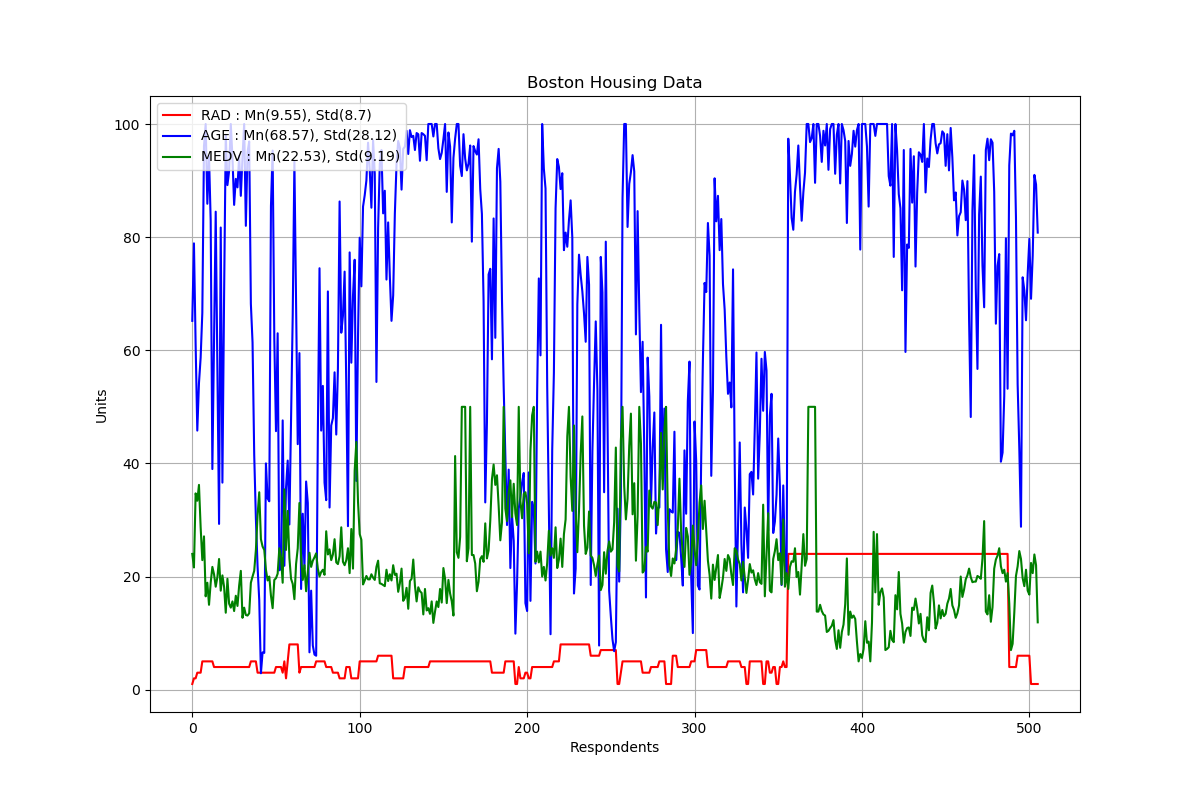 Boston Housing Data
RAD : Mn(9.55), Std(8.7)
AGE : Mn(68.57), Std(28.12)
MEDV : Mn(22.53), Std(9.19)
100
80
60
40
20
0
Units
0 100 200 300 400 500
Respondents